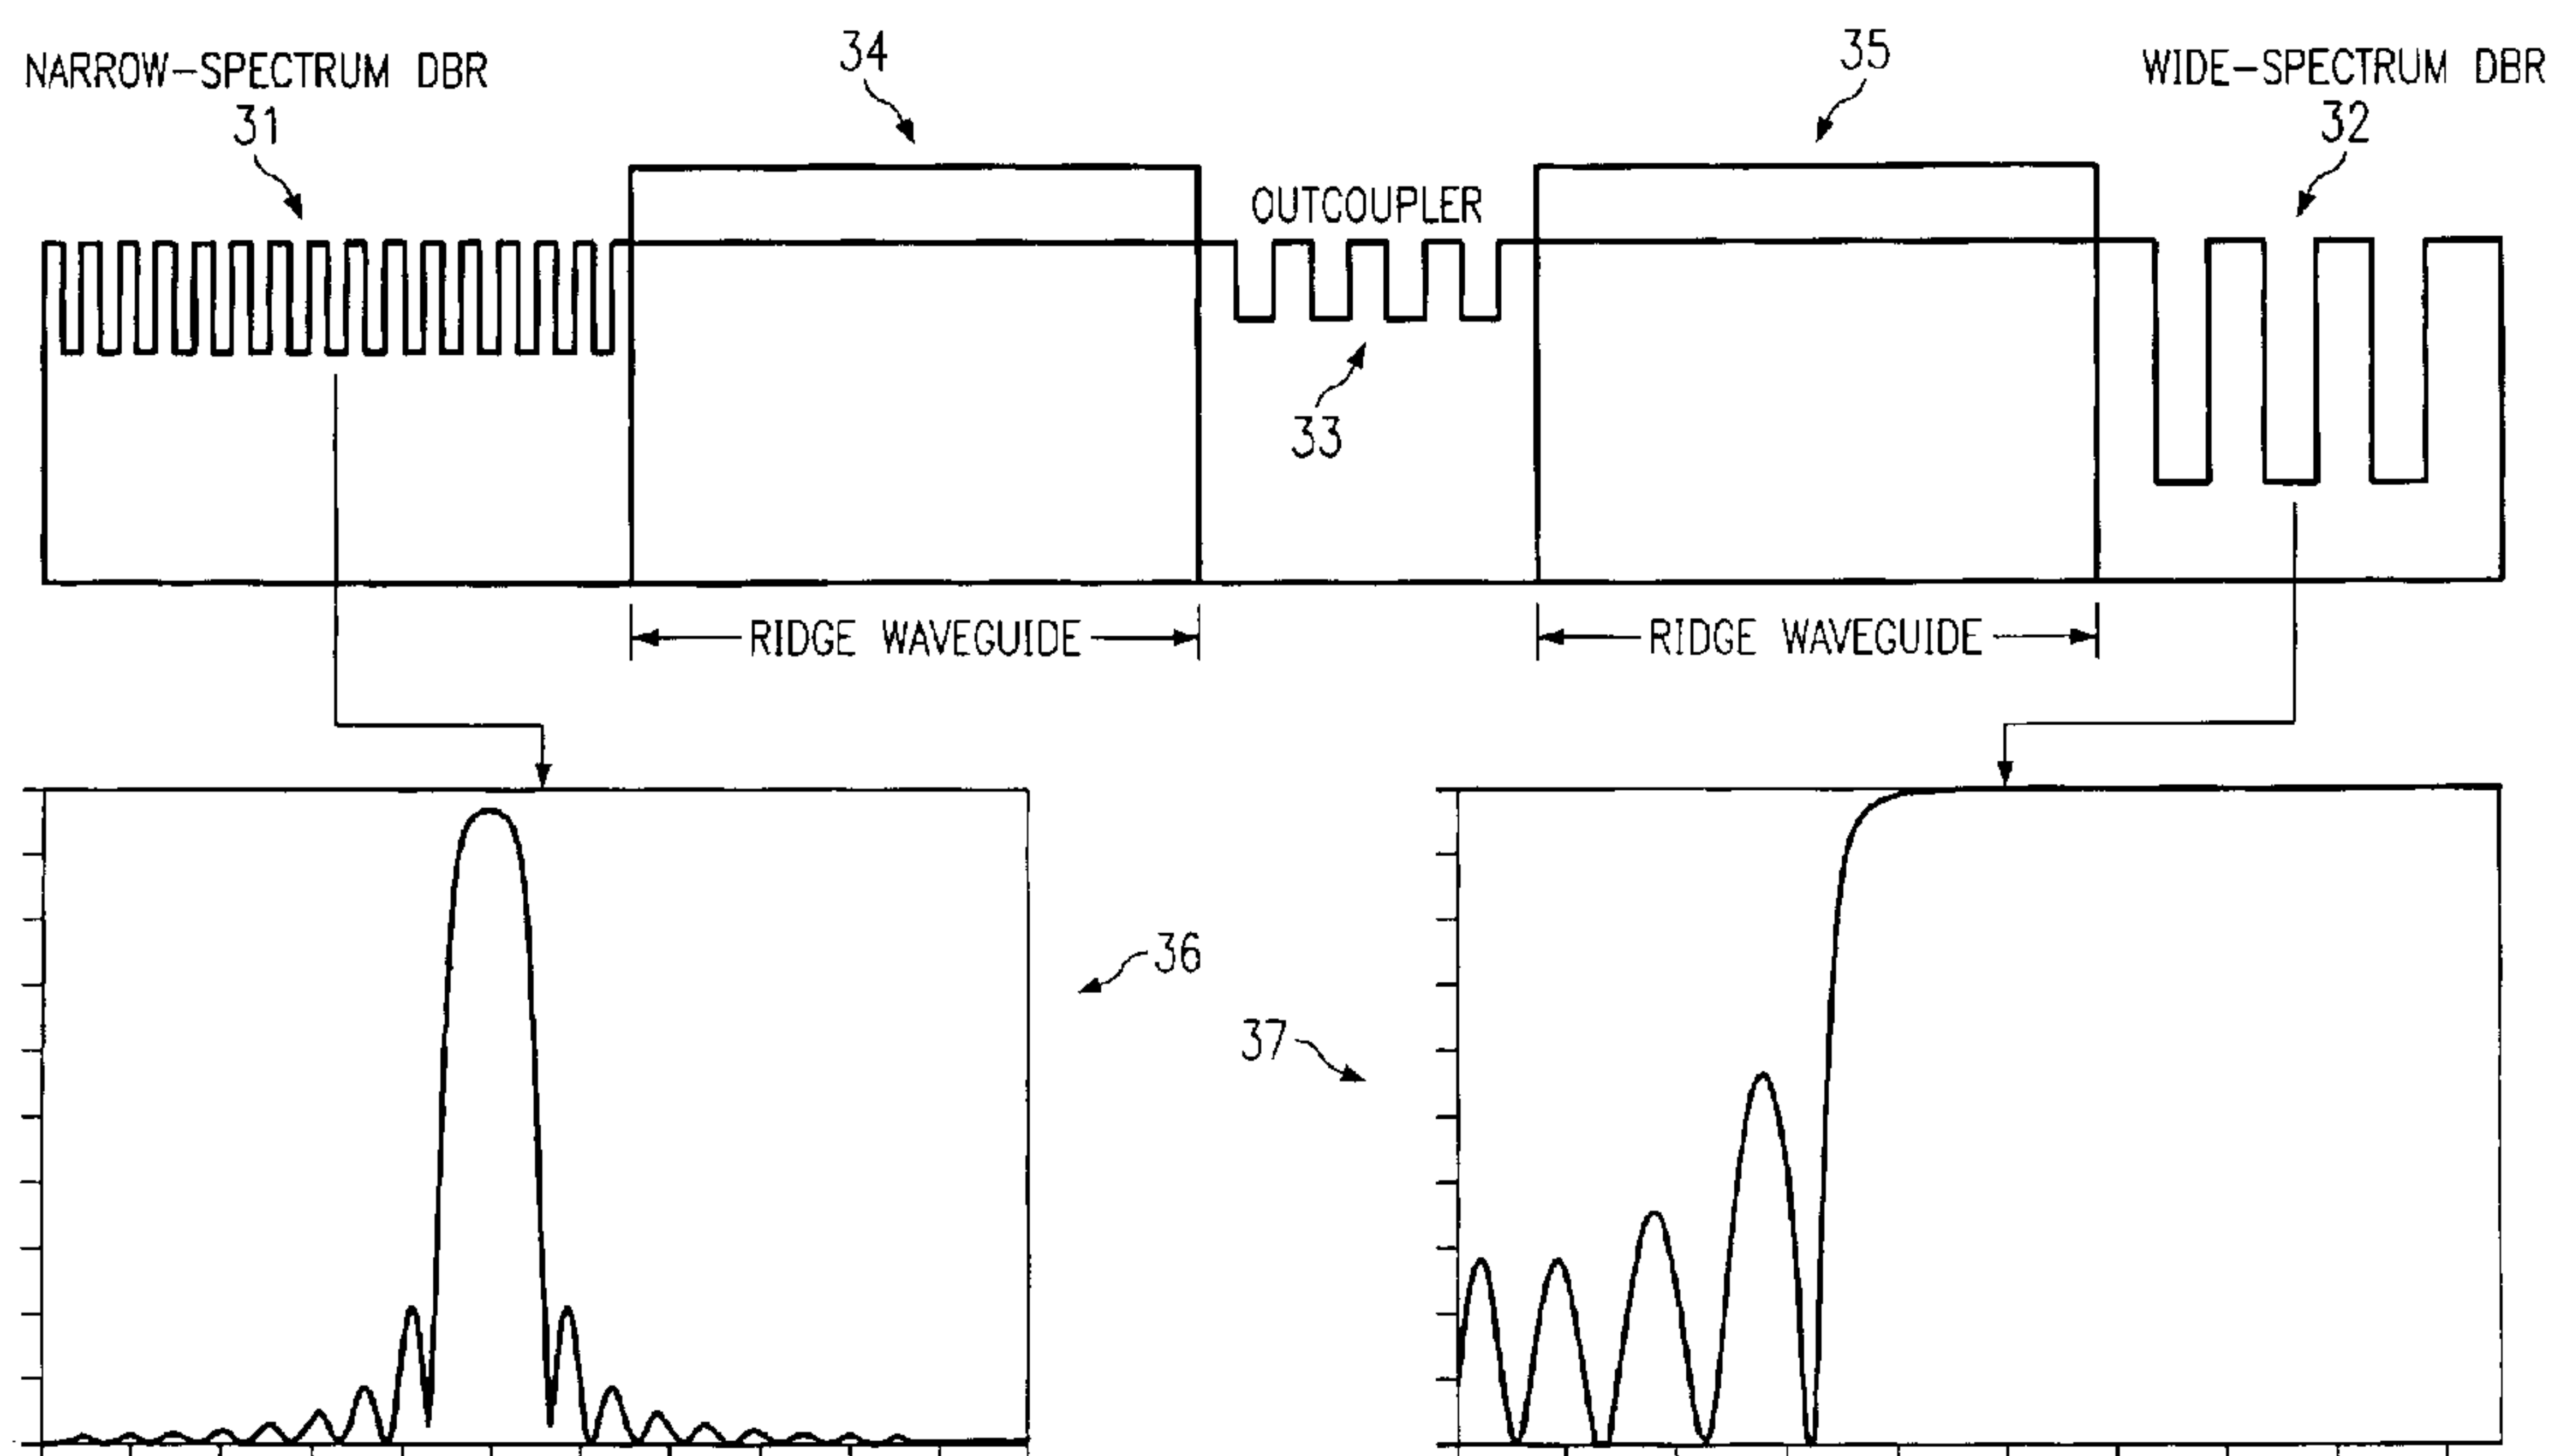 NARROW-SPECTRUM DBR
31
34
35
WIDE-SPECTRUM DBR
32
OUTCOUPLER
33
RIDGE WAVEGUIDE
RIDGE WAVEGUIDE
36
37